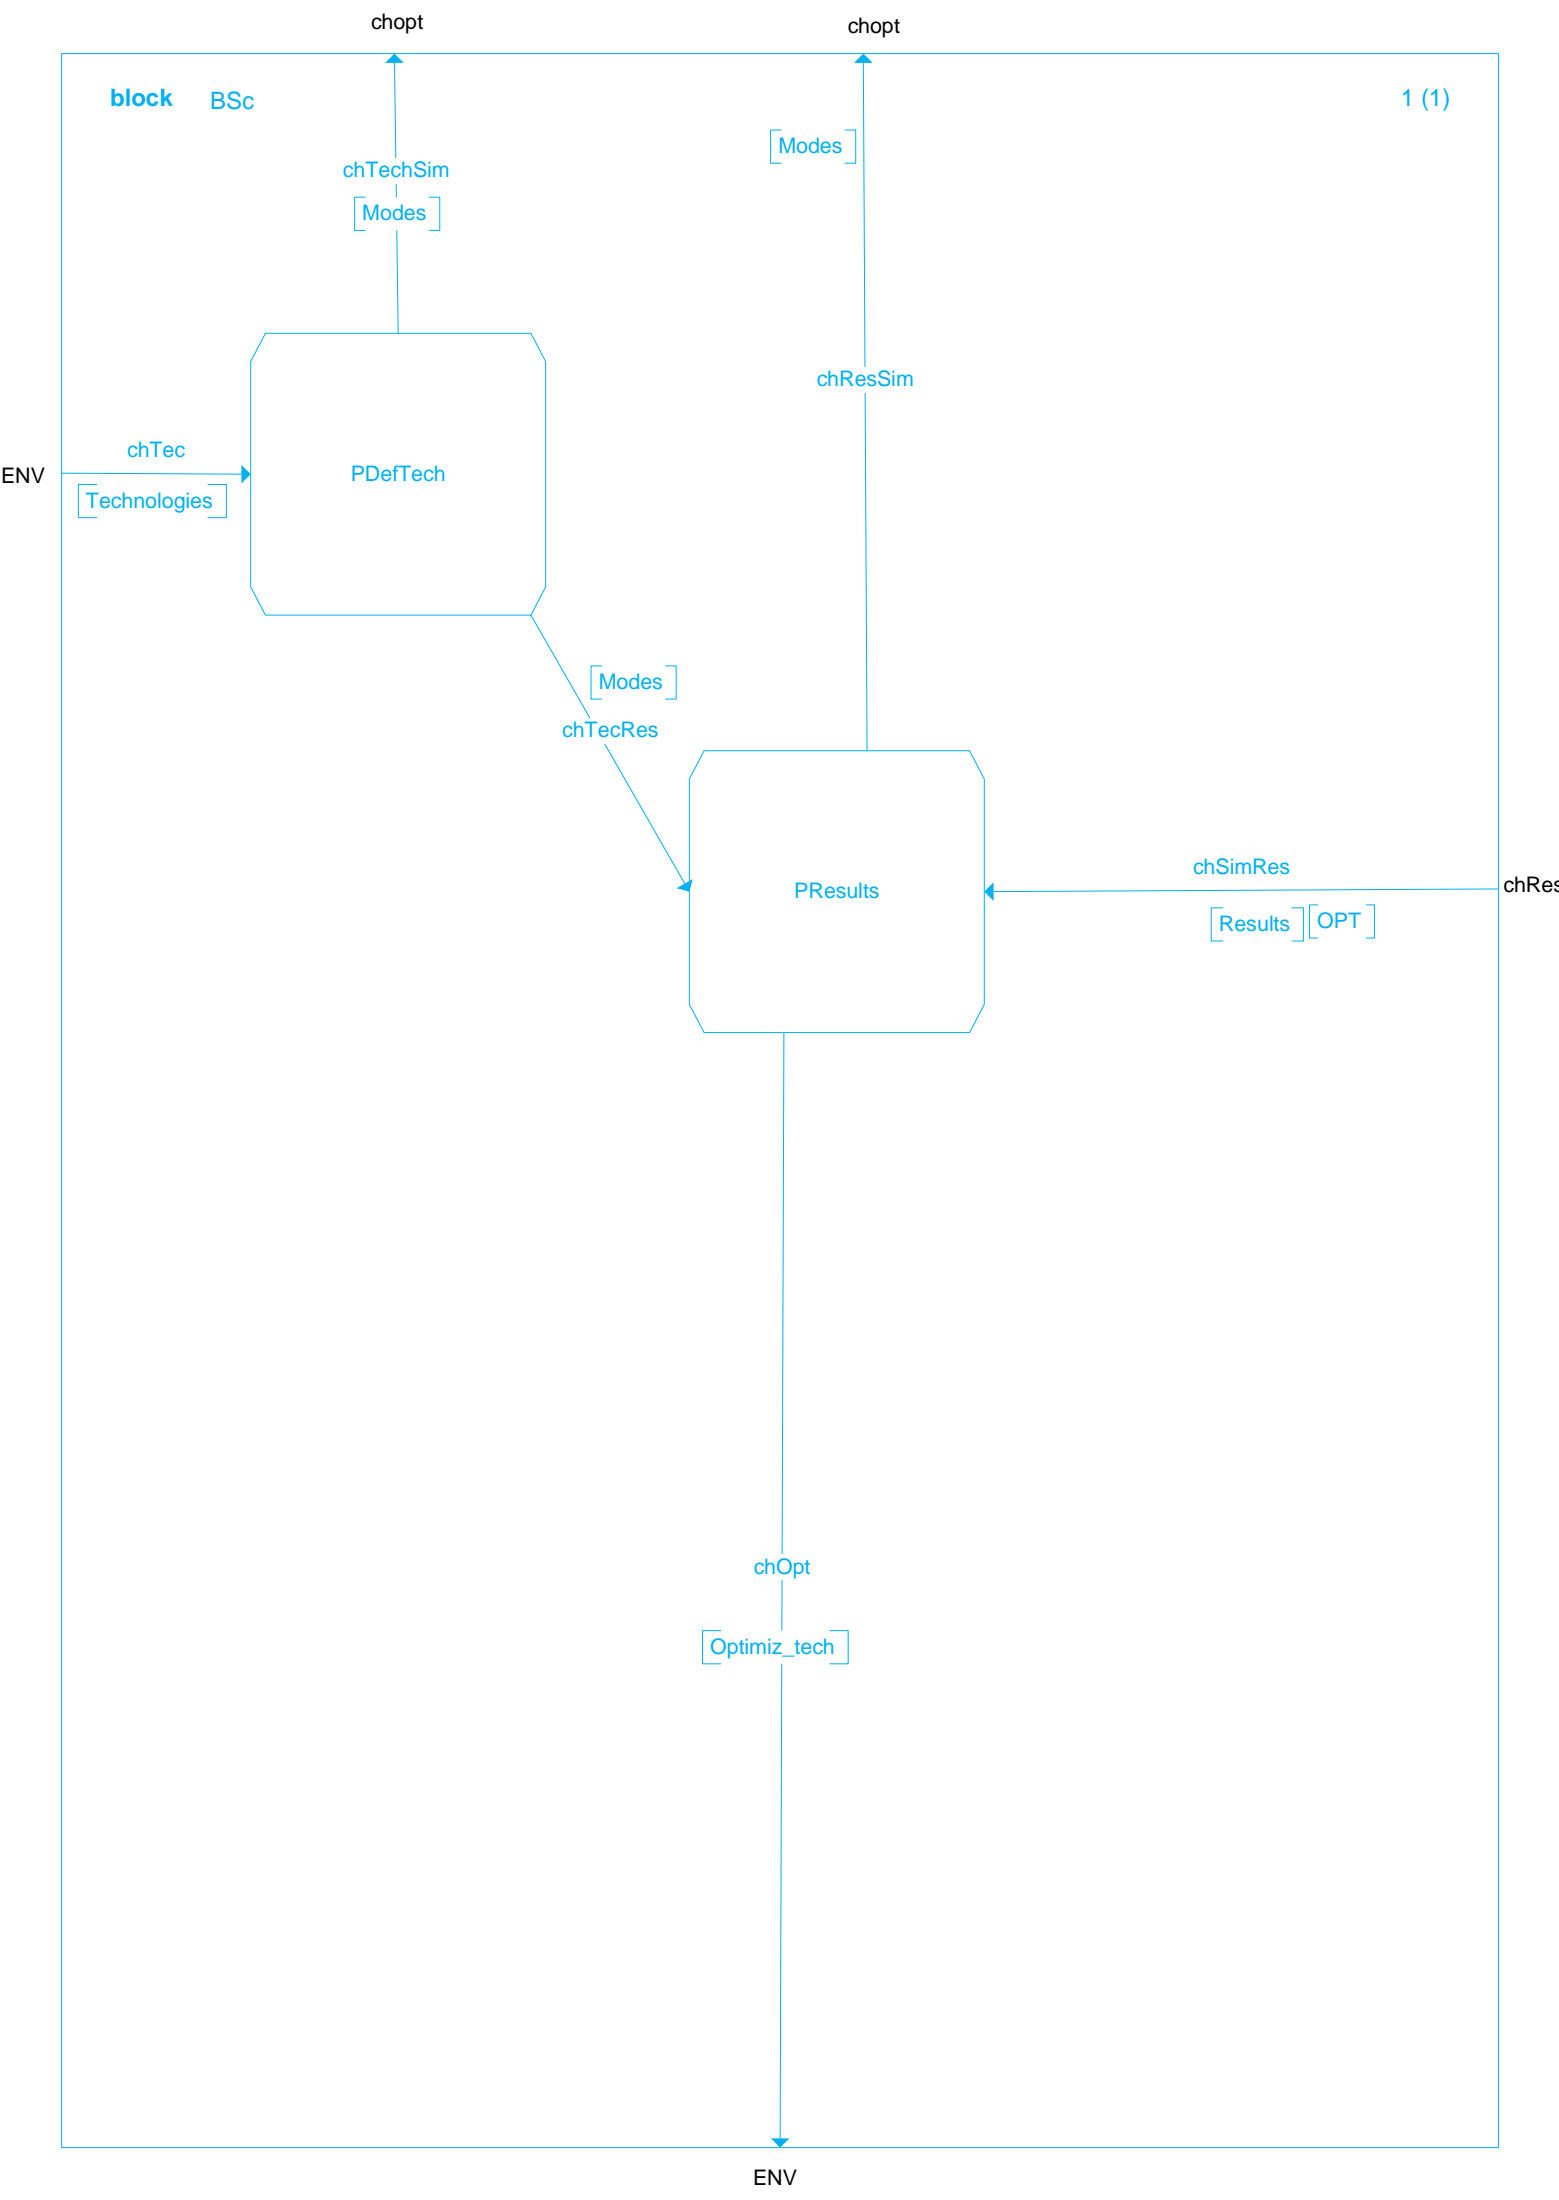 chopt
chopt
block BSc
1 (1)
[Modes]
chTechSim
[Modes]
chResSim
chTec
ENV
PDefTech
[Technologies]
[Modes]
chTecRes
chSimRes
PResults
chRes
[Results] [OPT]
chOpt
[Optimiz_tech]
ENV